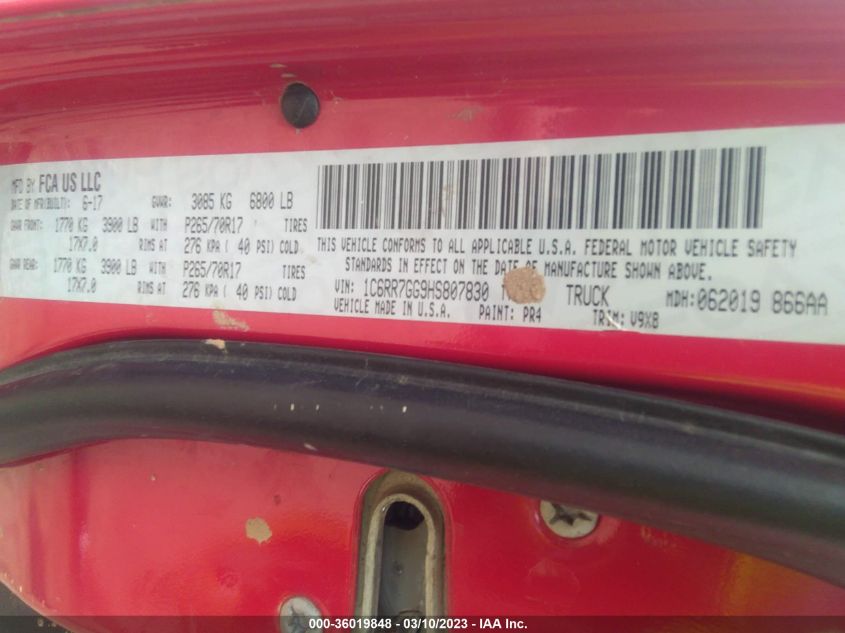 MFD BY FCA US LLC
DATE OF MFR(BUILT): 6-17 GVWR: 3085 KG 6800 LB
GAWR FRONT: 1770 KG 3900 LB WITH P265/70R17 TIRES
17X7.0 RIMS AT 276 KPA ( 40 PSI) COLD
GAWR REAR: 1770 KG 3900 LB WITH P265/70R17 TIRES
17X7.0 RIMS AT 276 KPA ( 40 PSI) COLD
THIS VEHICLE CONFORMS TO ALL APPLICABLE U.S.A. FEDERAL MOTOR VEHICLE SAFETY
STANDARDS IN EFFECT ON THE DATE OF MANUFACTURE SHOWN ABOVE.
VIN: 1C6RR7GG9HS807830 TRUCK MDH: 062019 866AA
VEHICLE MADE IN U.S.A. PAINT: PR4 TRIM: V9X8
000-36019848 - 03/10/2023 - IAA Inc.